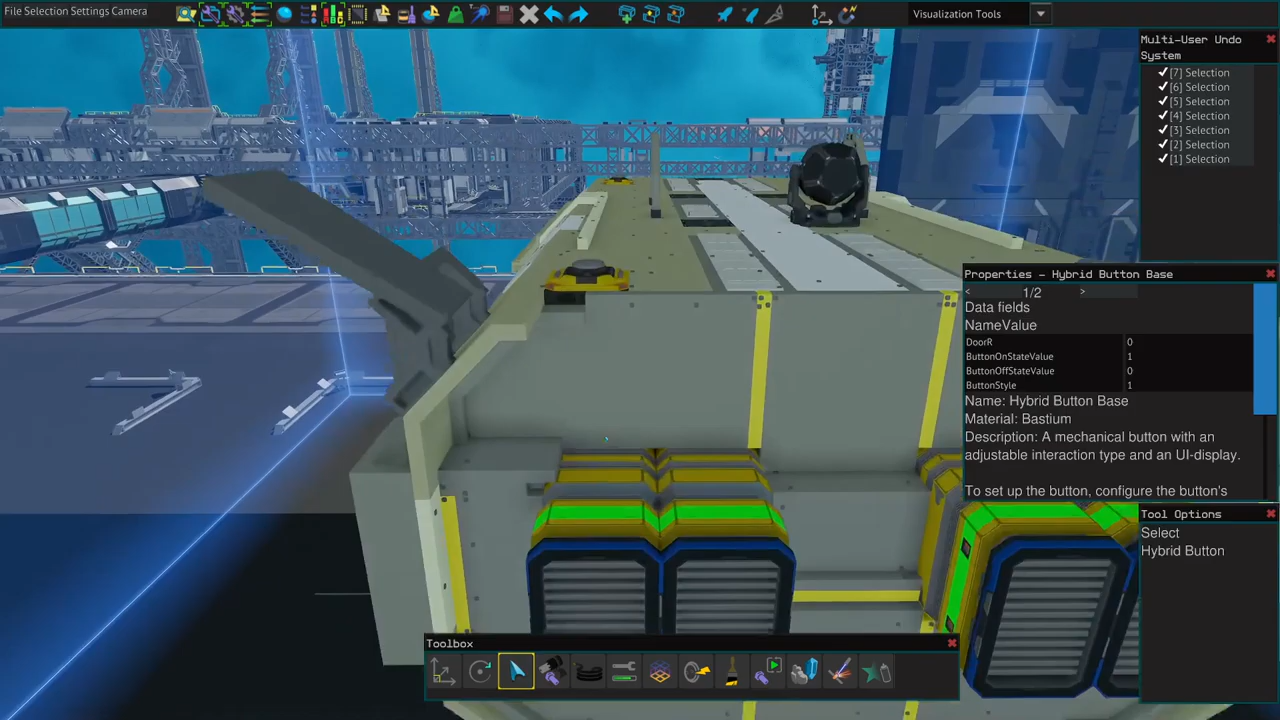 File Selection Settings Camera
Visualization Tools
Multi-User Undo
System
[7] Selection
[6] Selection
[5] Selection
[4] Selection
[3] Selection
[2] Selection
[1] Selection
Properties - Hybrid Button Base
< 1/2 >
Data fields
NameValue
DoorR 0
ButtonOnStateValue 1
ButtonOffStateValue 0
ButtonStyle 1
Name: Hybrid Button Base
Material: Bastium
Description: A mechanical button with an
adjustable interaction type and an UI-display.
To set up the button, configure the button's
Tool Options
Select
Hybrid Button
Toolbox